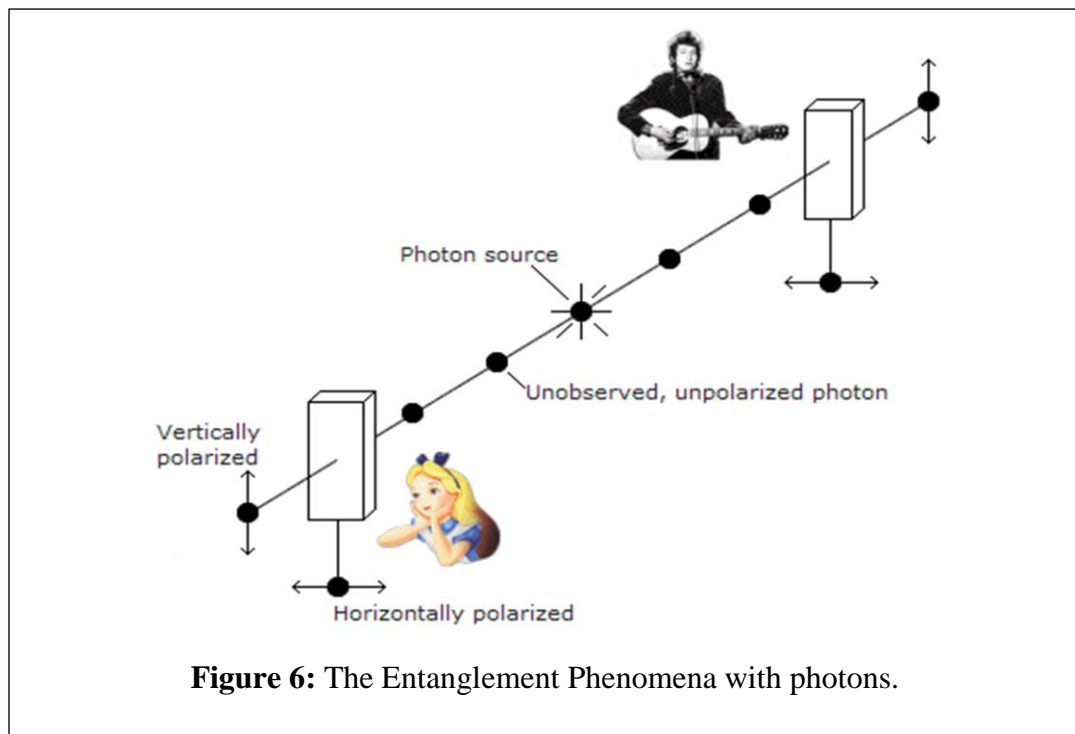 Photon source
Unobserved, unpolarized photon
Vertically
polarized
Horizontally polarized
Figure 6: The Entanglement Phenomena with photons.